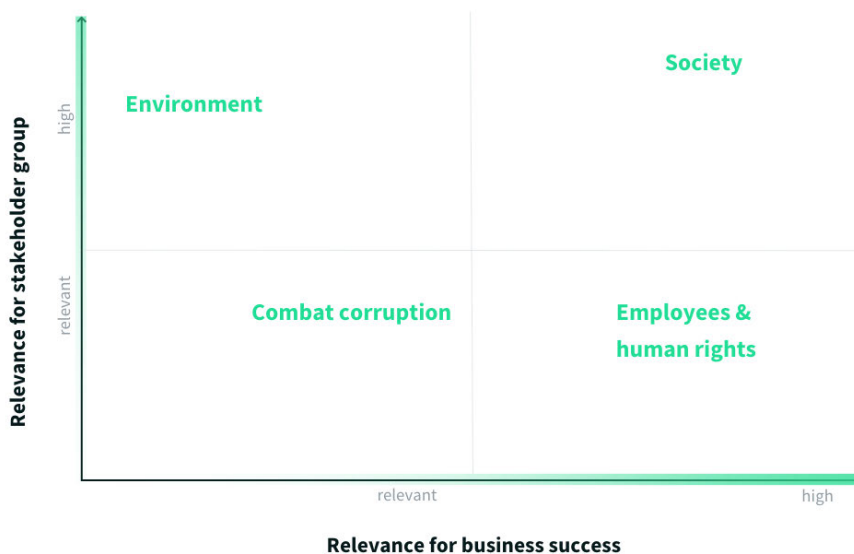 Society
Environment
high
Relevance for stakeholder group
relevant
Combat corruption
Employees &
human rights
relevant
high
Relevance for business success